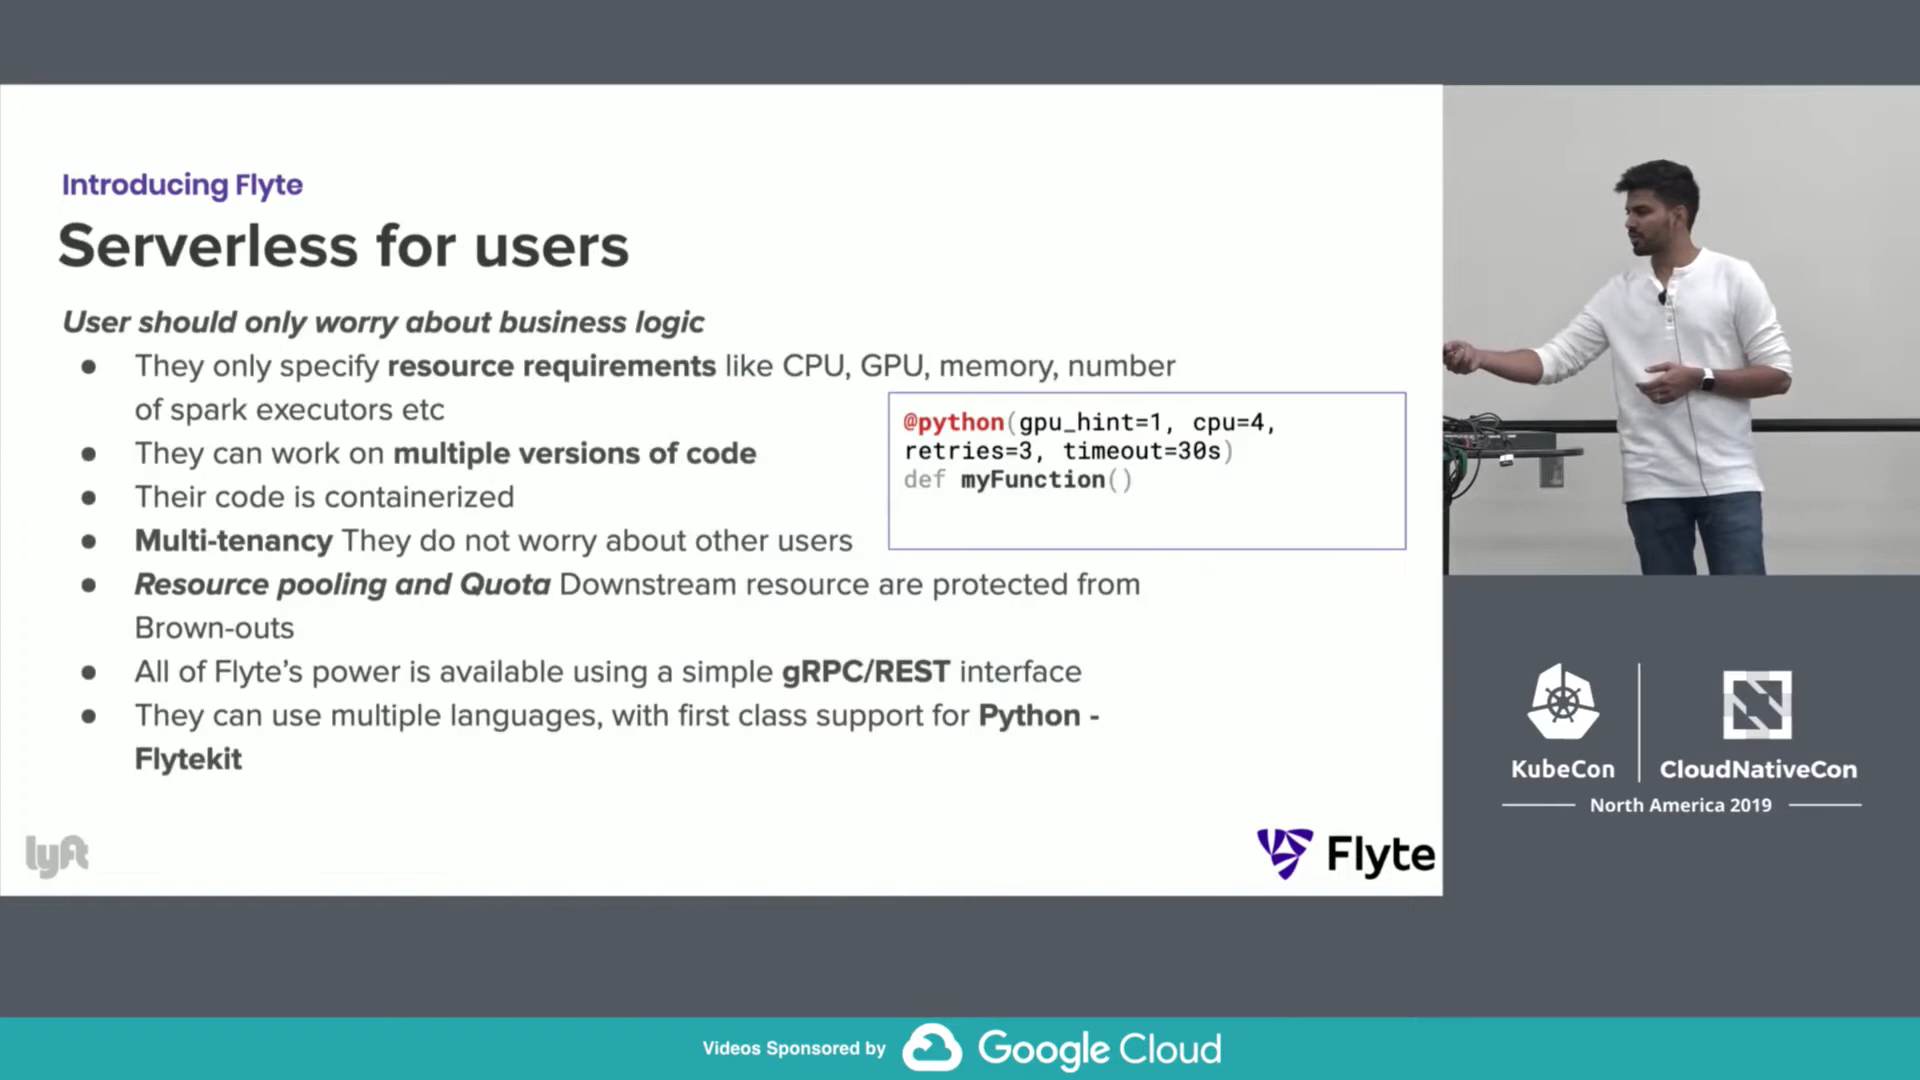 Introducing Flyte
Serverless for users
User should only worry about business logic
● They only specify resource requirements like CPU, GPU, memory, number
of spark executors etc
● They can work on multiple versions of code
● Their code is containerized
● Multi-tenancy They do not worry about other users
● Resource pooling and Quota Downstream resource are protected from
Brown-outs
● All of Flyte's power is available using a simple gRPC/REST interface
● They can use multiple languages, with first class support for Python -
Flytekit
@python(gpu_hint=1, cpu=4,
retries=3, timeout=30s)
def myFunction()
lyft
Flyte
KubeCon
CloudNativeCon
North America 2019
Videos Sponsored by
Google Cloud